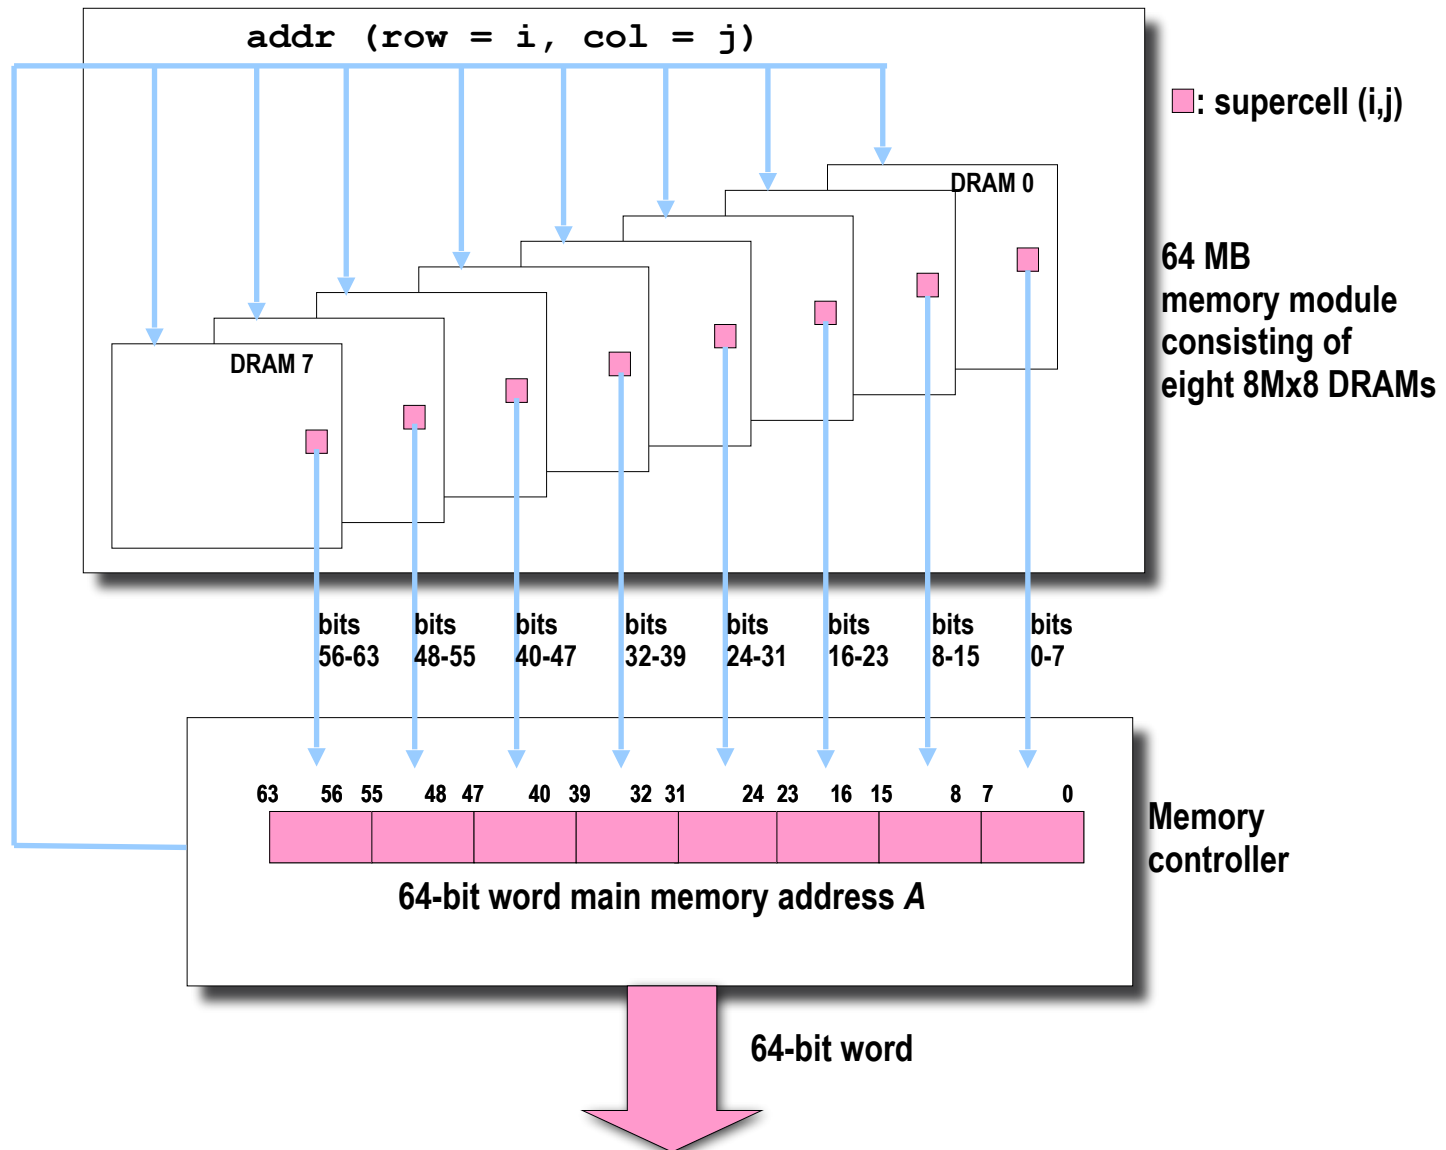 addr (row = i, col = j)
: supercell (i,j)
DRAM 0
DRAM 7
64 MB
memory module
consisting of
eight 8Mx8 DRAMs
bits
56-63
bits
48-55
bits
40-47
bits
32-39
bits
24-31
bits
16-23
bits
8-15
bits
0-7
63 56 55 48 47 40 39 32 31 24 23 16 15 8 7 0
Memory
controller
64-bit word main memory address A
64-bit word